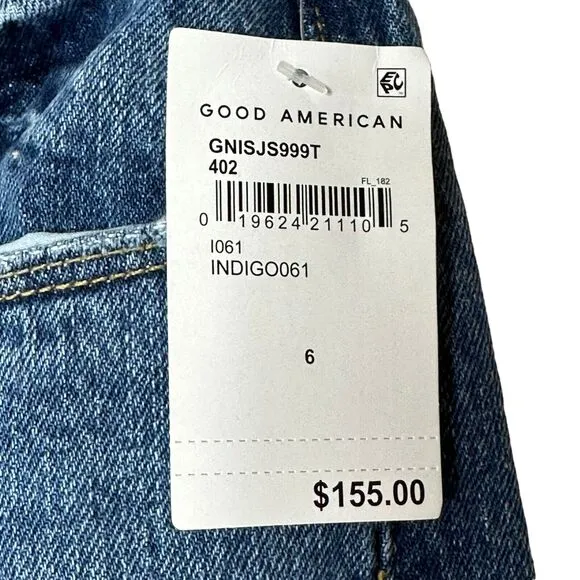 GOOD AMERICAN
GNISJS999T
402
FL_182
0 19624 21110 5
I061
INDIGO061
6
$155.00